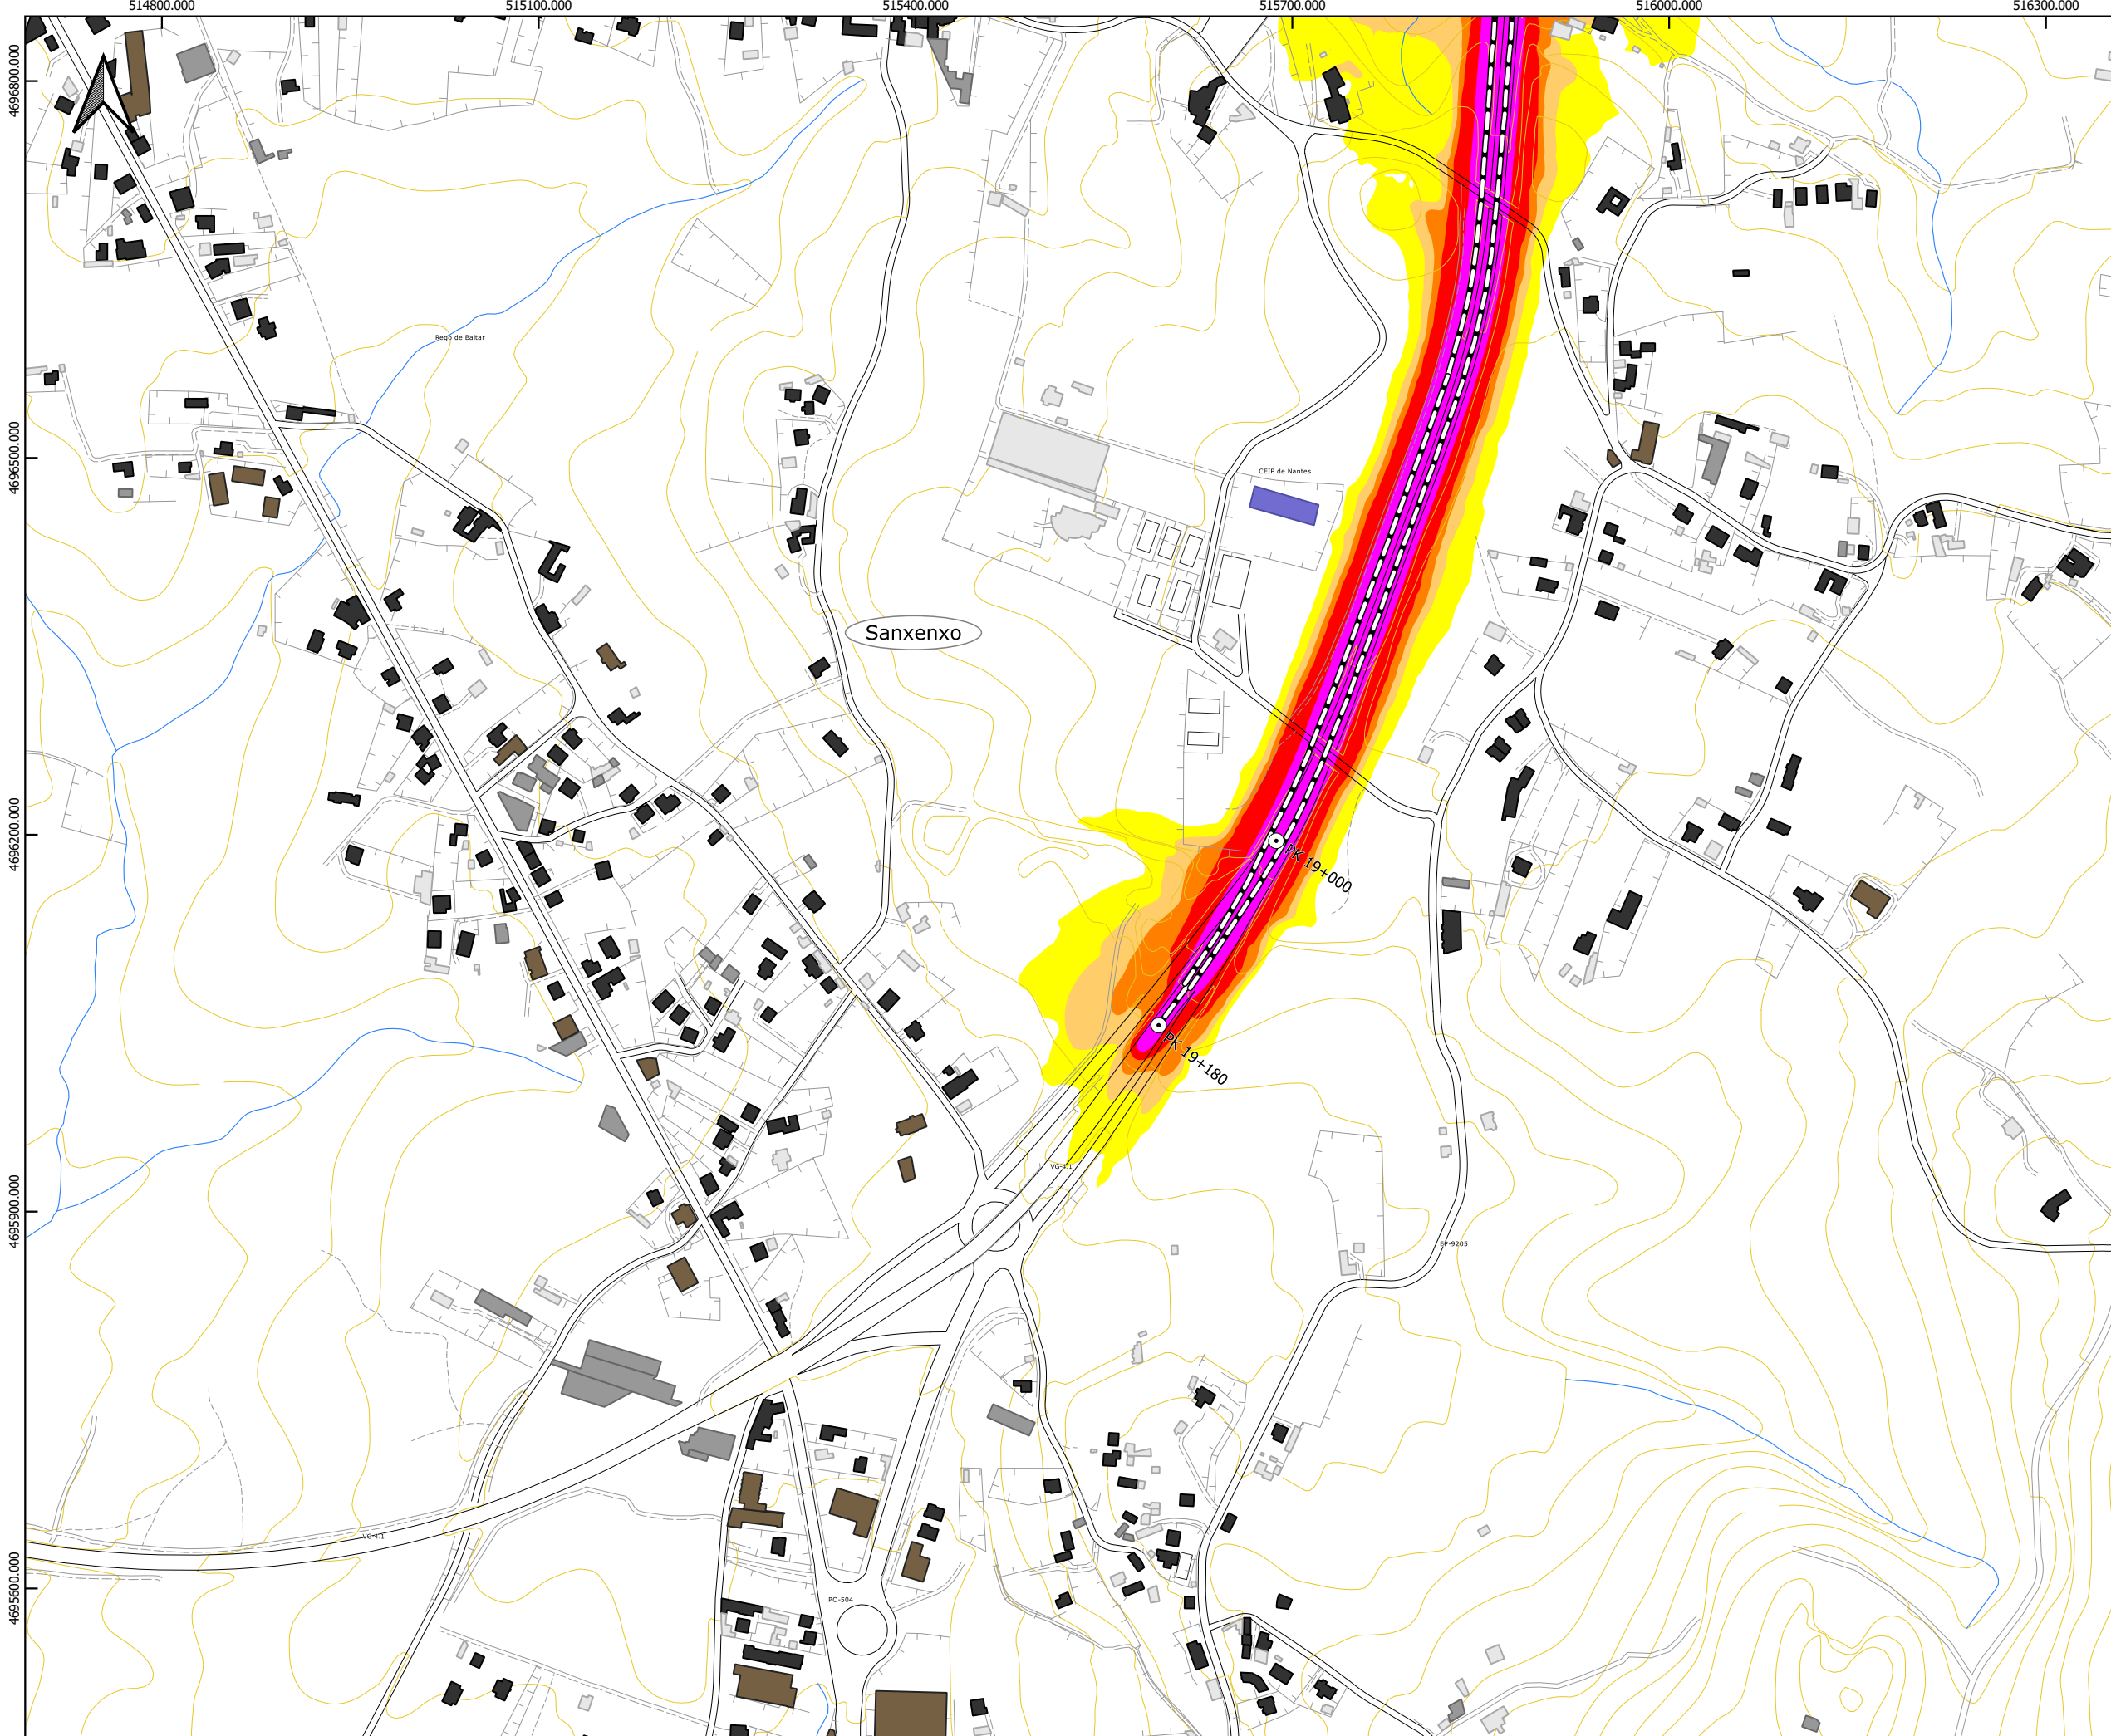 514800.000
515100.000
515400.000
515700.000
516000.000
516300.000
4696800.000
Rego de Baltar
4696500.000
CEIP de Nantes
Sanxenxo
4696200.000
PK 19+000
PK 19+180
VG-4.1
4695900.000
EP-9205
VG-4.1
4695600.000
PO-504